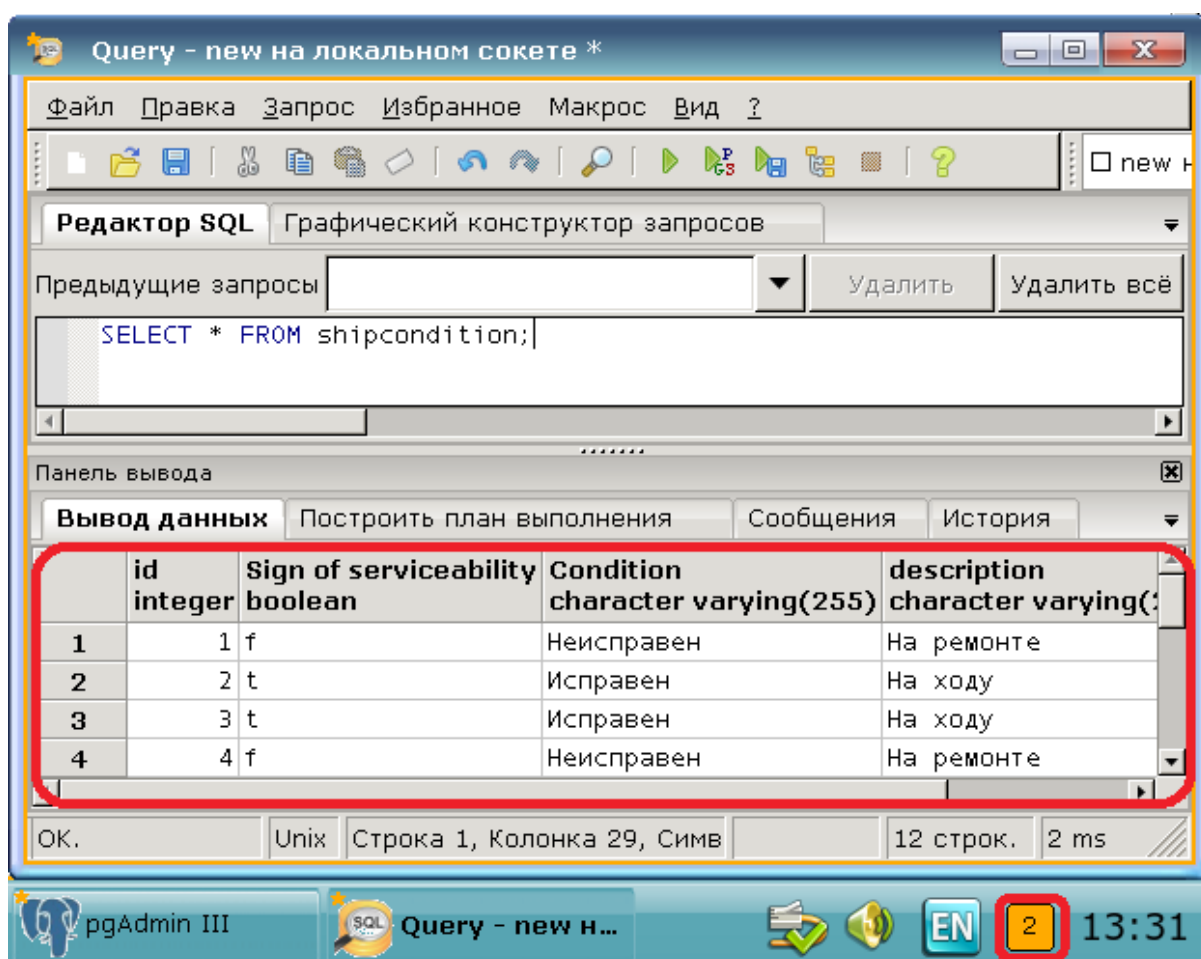 Query - new на локальном сокете *
Файл Правка Запрос Избранное Макрос Вид ?
new
Редактор SQL Графический конструктор запросов
Предыдущие запросы Удалить Удалить всё
SELECT * FROM shipcondition;
Панель вывода
Вывод данных Построить план выполнения Сообщения История
id Sign of serviceability Condition description
integer boolean character varying(255) character varying(
1 1 f Неисправен На ремонте
2 2 t Исправен На ходу
3 3 t Исправен На ходу
4 4 f Неисправен На ремонте
OK. Unix Строка 1, Колонка 29, Симв 12 строк. 2 ms
pgAdmin III SQL Query - new н... EN 2 13:31